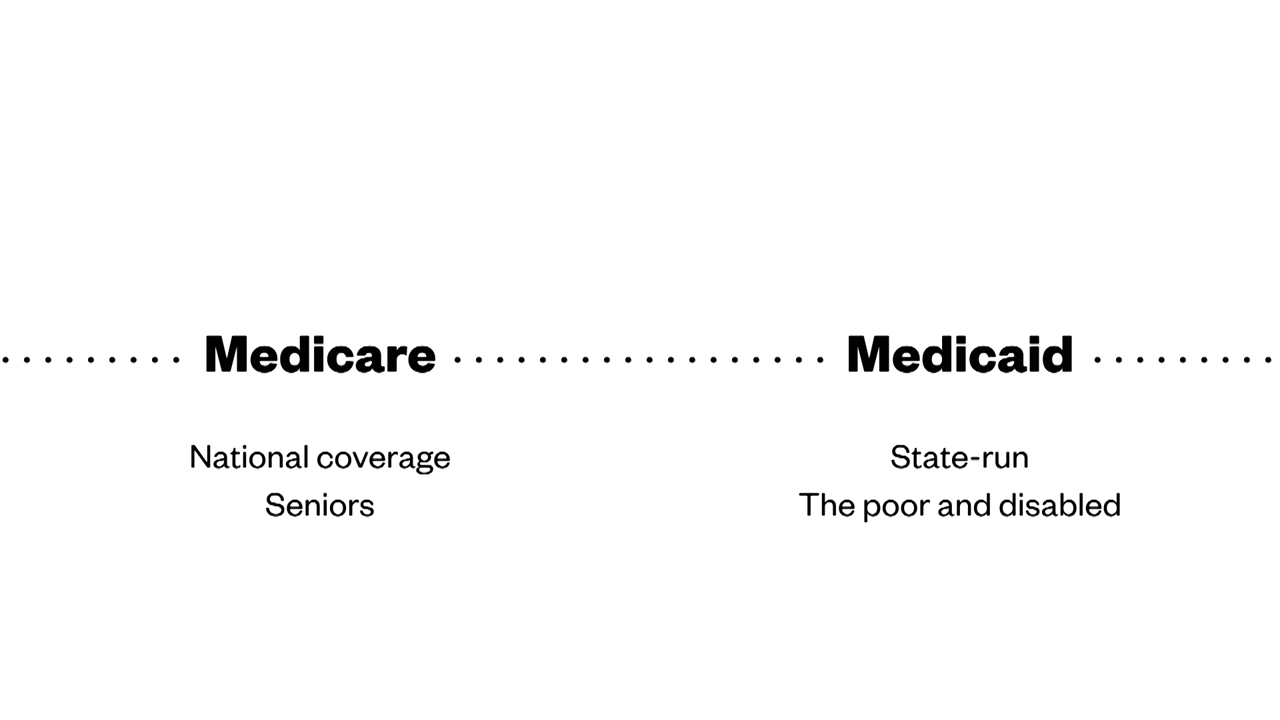 Medicare
National coverage
Seniors
Medicaid
State-run
The poor and disabled